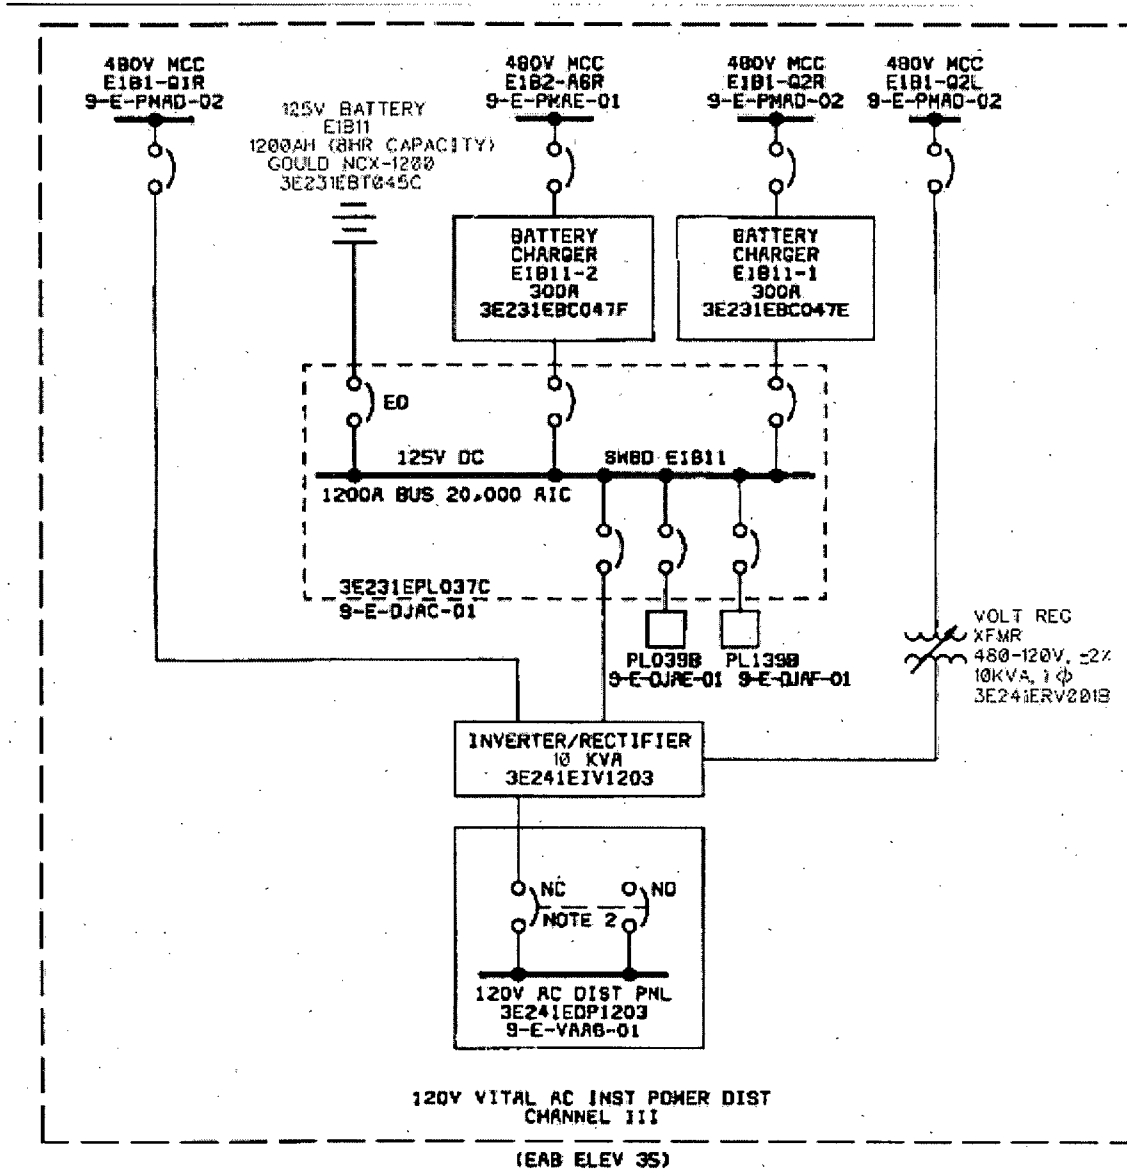 480V MCC
E1B1-Q1R
9-E-PMAD-02
125V BATTERY
E1B11
1200AH (8HR CAPACITY)
GOULD NCX-1200
3E231EBT045C
480V MCC
E1B2-A6R
9-E-PMAE-01
480V MCC
E1B1-Q2R
9-E-PMAD-02
480V MCC
E1B1-Q2L
9-E-PMAD-02
BATTERY
CHARGER
E1B11-2
300A
3E231EBC047F
BATTERY
CHARGER
E1B11-1
300A
3E231EBC047E
EO
125V DC
SWBD E1B11
1200A BUS 20,000 AIC
3E231EPL037C
9-E-DJAC-01
PL039B
9-E-DJAE-01
PL139B
9-E-DJAF-01
VOLT REG
XFMR
480-120V, ±2%
10KVA, 1 ϕ
3E241ERV001B
INVERTER/RECTIFIER
10 KVA
3E241EIV1203
NC
NO
NOTE 2
120V AC DIST PNL
3E241EDP1203
9-E-VAAB-01
120V VITAL AC INST POWER DIST
CHANNEL III
(EAB ELEV 35)